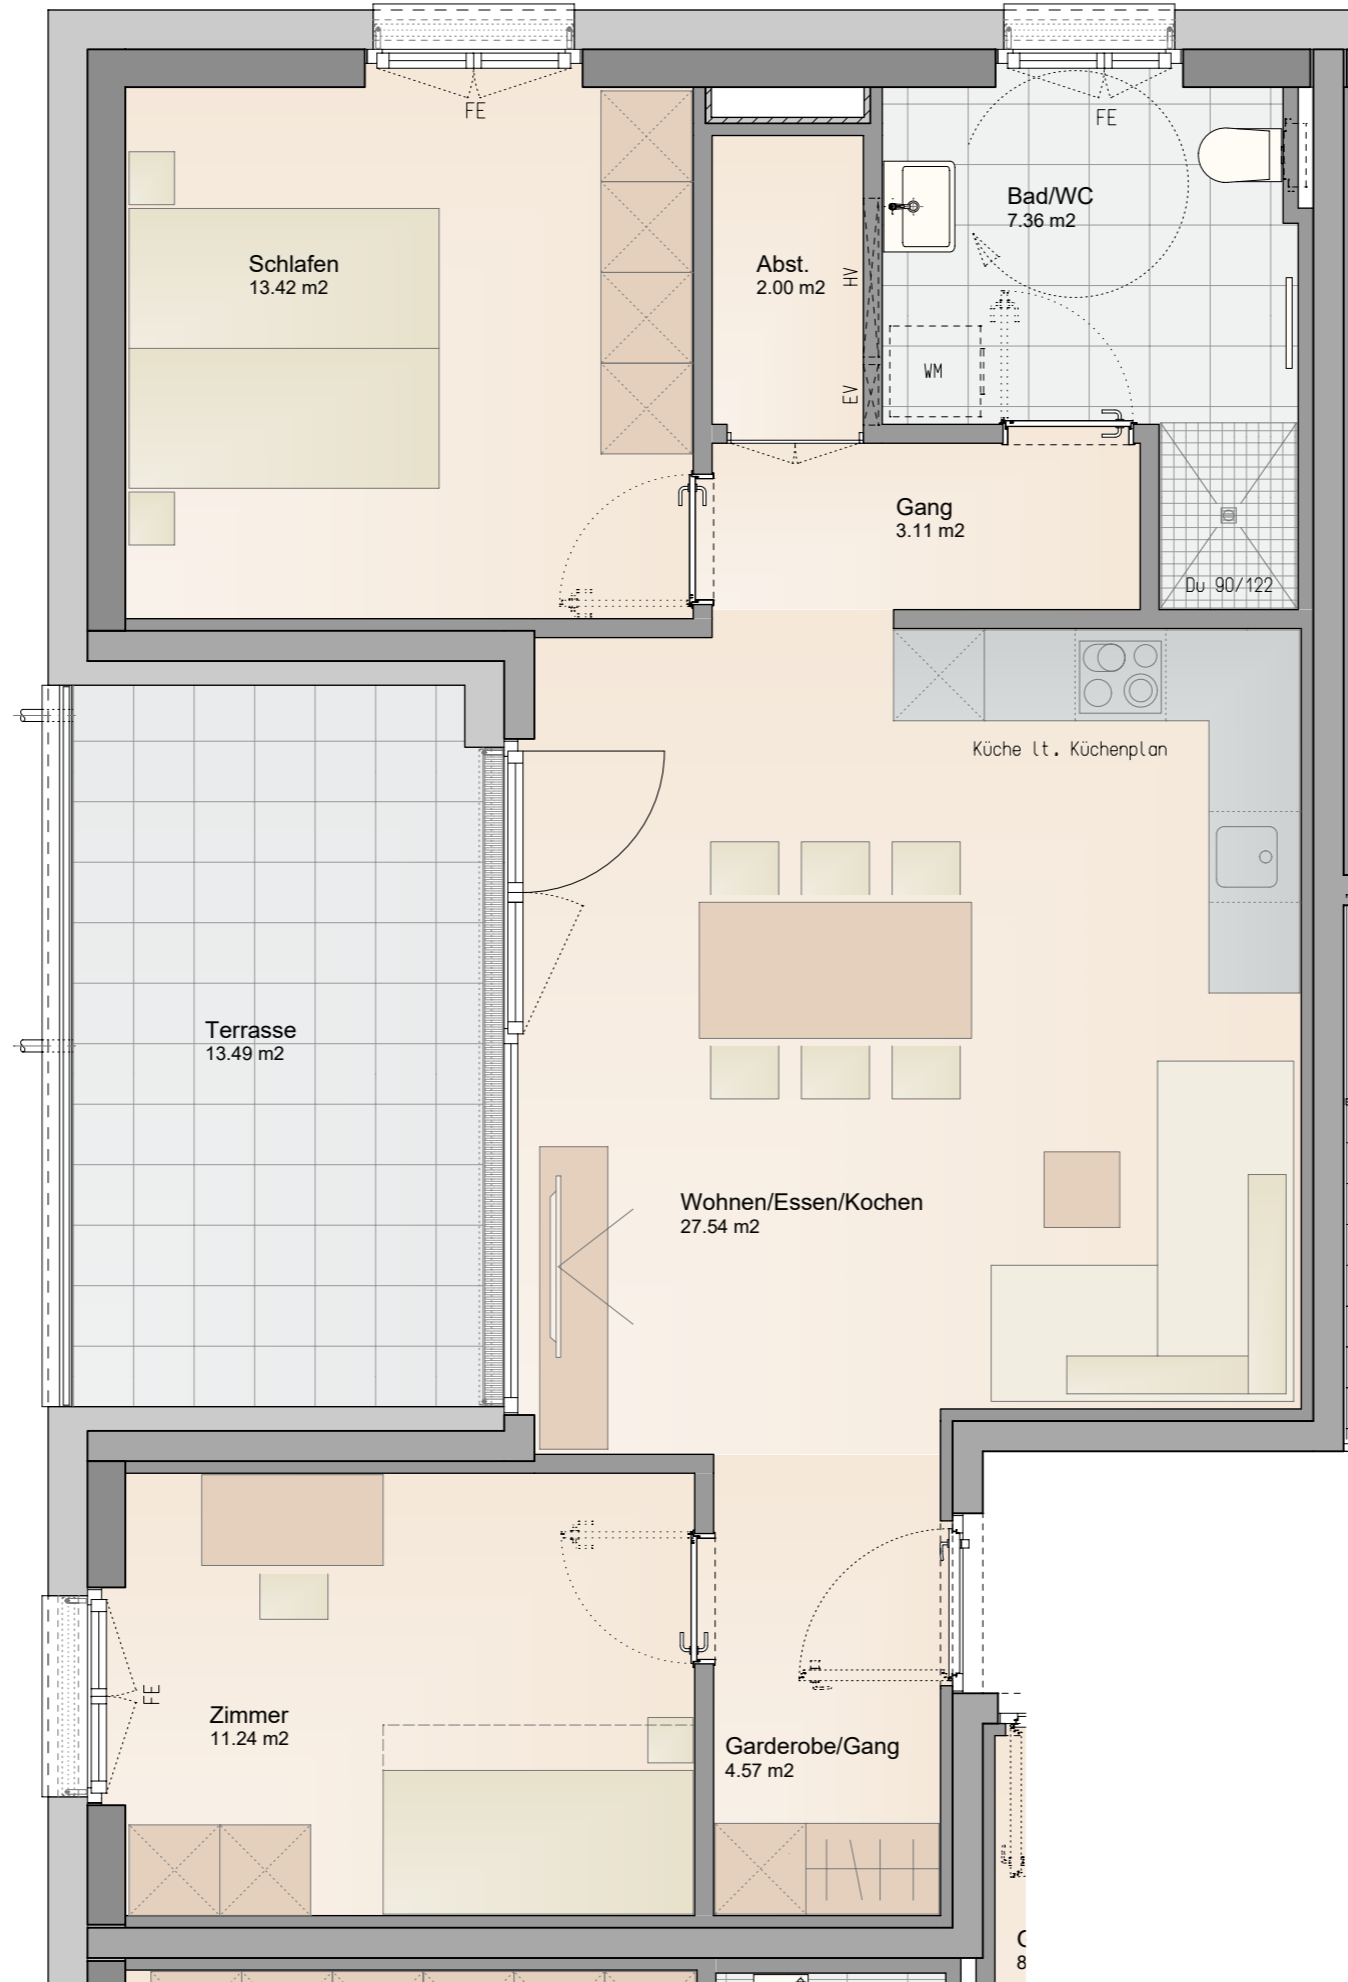 FE
FE
Bad/WC
7.36 m2
Schlafen
13.42 m2
Abst.
2.00 m2
HV
EV
WM
Gang
3.11 m2
Du 90/122
Küche lt. Küchenplan
Terrasse
13.49 m2
Wohnen/Essen/Kochen
27.54 m2
FE
Zimmer
11.24 m2
Garderobe/Gang
4.57 m2
8